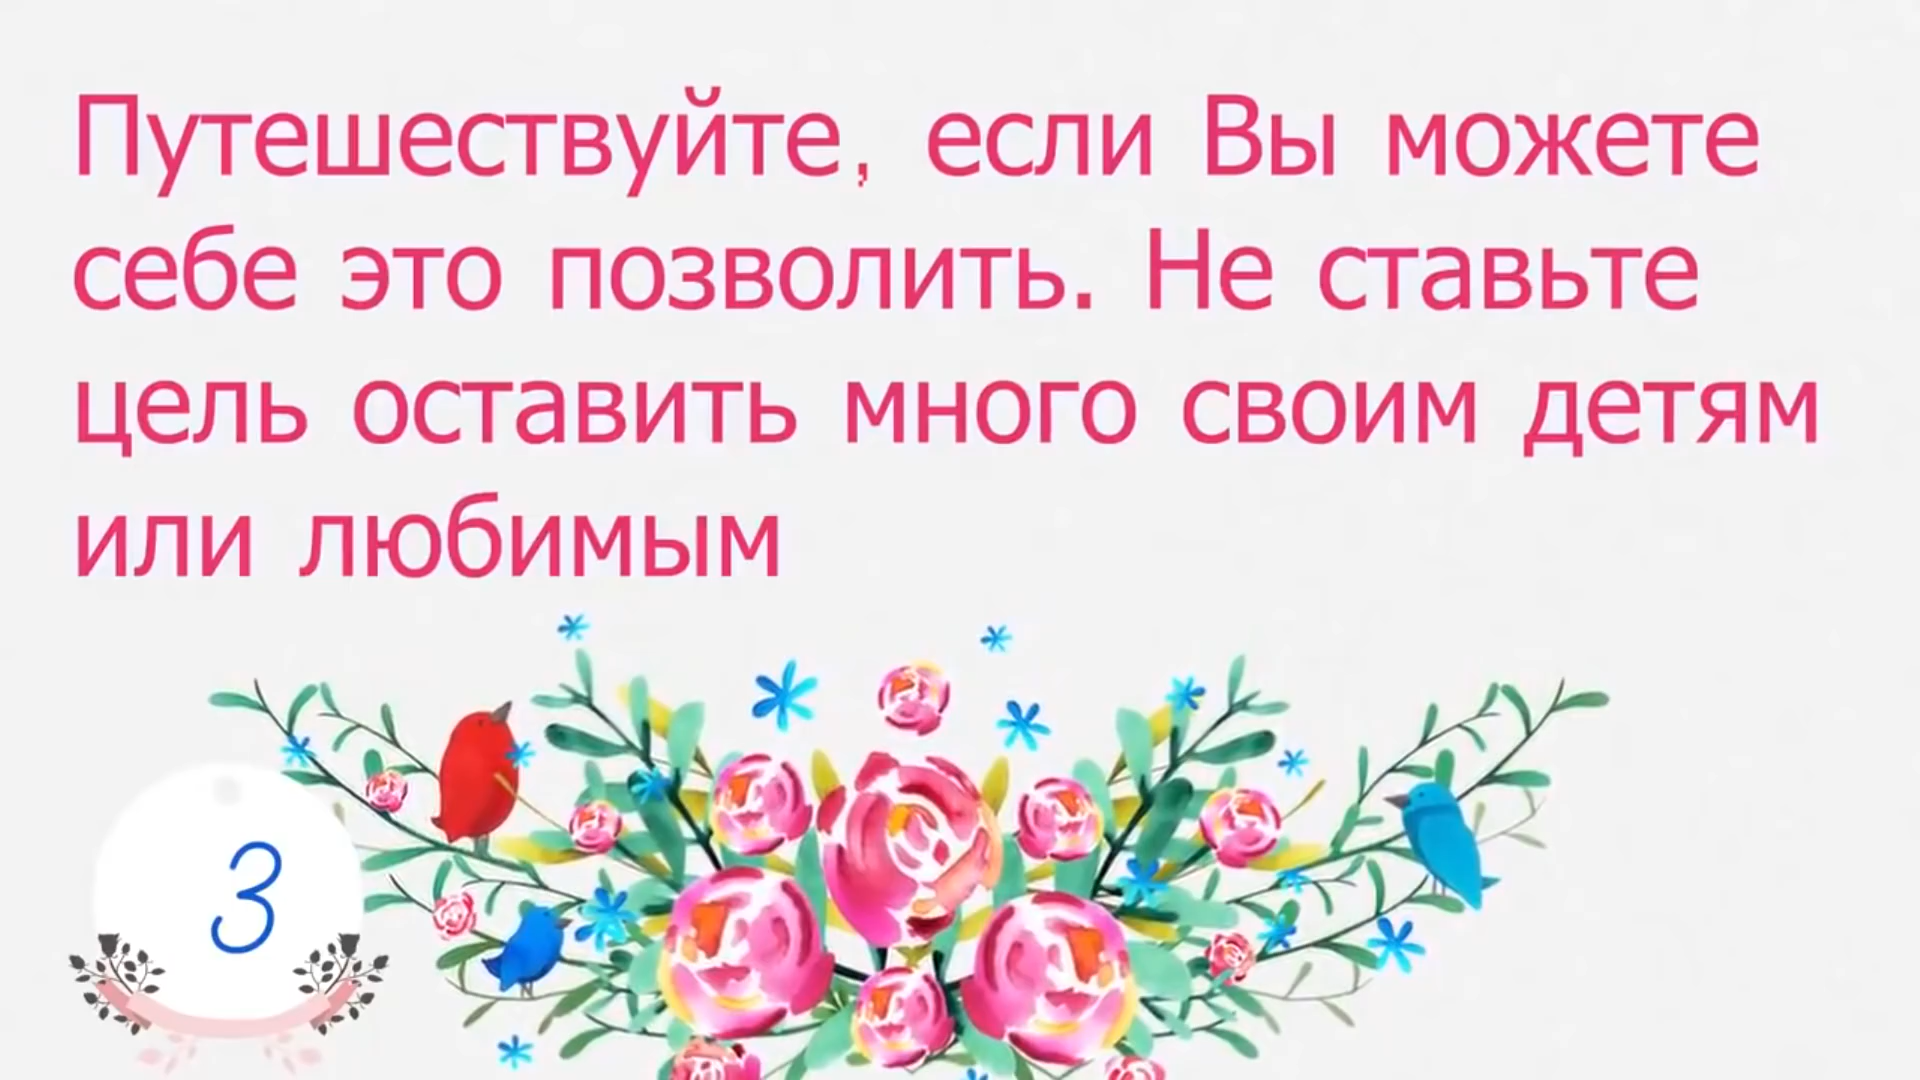 Путешествуйте, если Вы можете
себе это позволить. Не ставьте
цель оставить много своим детям
или любимым
3